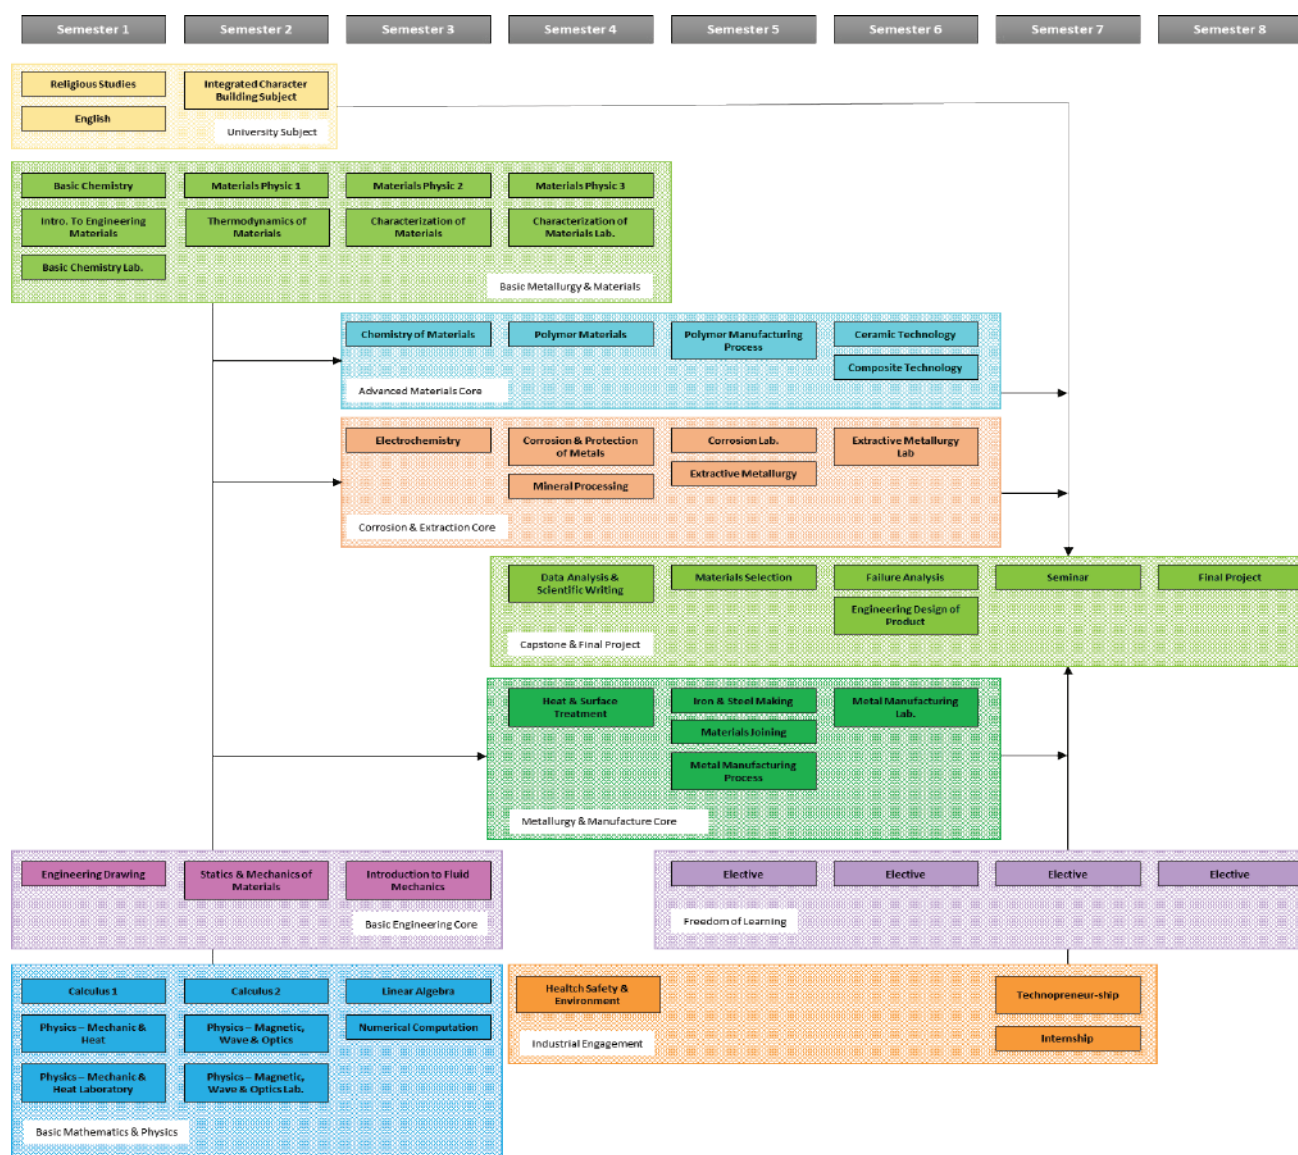 Semester 1
Semester 2
Semester 3
Semester 4
Semester 5
Semester 6
Semester 7
Semester 8
Religious Studies
Integrated Character
Building Subject
English
University Subject
Basic Chemistry
Materials Physic 1
Materials Physic 2
Materials Physic 3
Intro. To Engineering
Materials
Thermodynamics of
Materials
Characterization of
Materials
Characterization of
Materials Lab.
Basic Chemistry Lab.
Basic Metallurgy & Materials
Chemistry of Materials
Polymer Materials
Polymer Manufacturing
Process
Ceramic Technology
Composite Technology
Advanced Materials Core
Electrochemistry
Corrosion & Protection
of Metals
Corrosion Lab.
Extractive Metallurgy
Lab
Mineral Processing
Extractive Metallurgy
Corrosion & Extraction Core
Data Analysis &
Scientific Writing
Materials Selection
Failure Analysis
Seminar
Final Project
Engineering Design of
Product
Capstone & Final Project
Heat & Surface
Treatment
Iron & Steel Making
Metal Manufacturing
Lab.
Materials Joining
Metal Manufacturing
Process
Metallurgy & Manufacture Core
Engineering Drawing
Statics & Mechanics of
Materials
Introduction to Fluid
Mechanics
Basic Engineering Core
Elective
Elective
Elective
Elective
Freedom of Learning
Calculus 1
Calculus 2
Linear Algebra
Physics – Mechanic &
Heat
Physics – Magnetic,
Wave & Optics
Numerical Computation
Physics – Mechanic &
Heat Laboratory
Physics – Magnetic,
Wave & Optics Lab.
Basic Mathematics & Physics
Healtch Safety &
Environment
Technopreneur-ship
Internship
Industrial Engagement